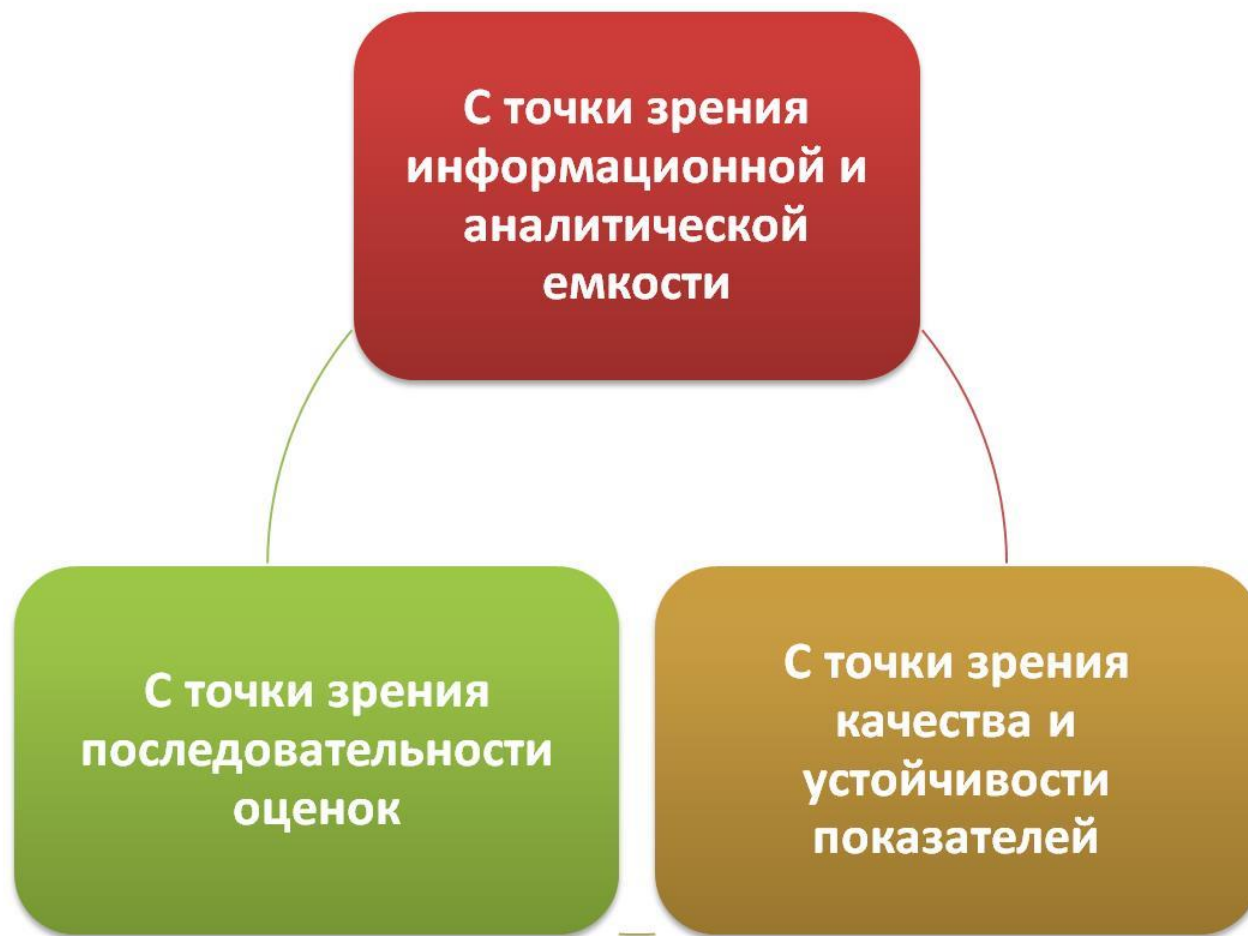 С точки зрения
информационной и
аналитической
емкости
С точки зрения
последовательности
оценок
С точки зрения
качества и
устойчивости
показателей